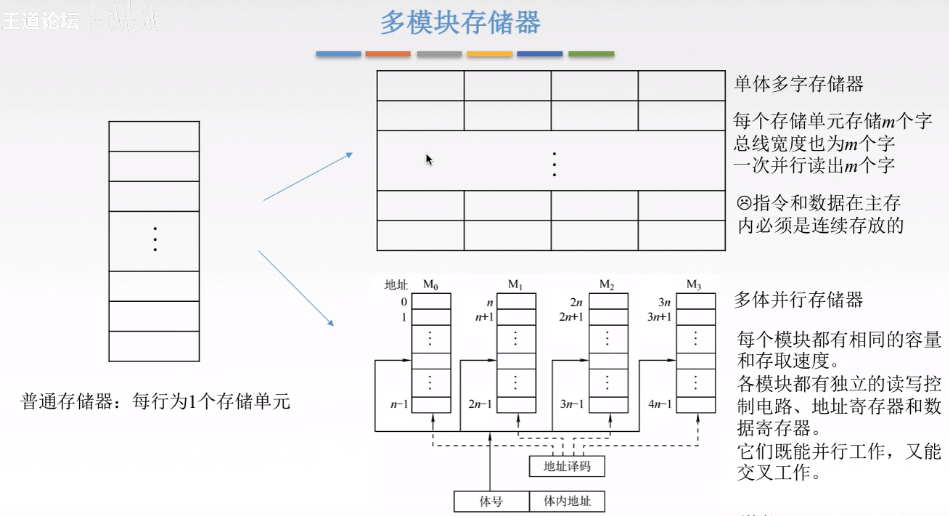 王道论坛
多模块存储器
单体多字存储器
每个存储单元存储m个字
总线宽度也为m个字
一次并行读出m个字
☹指令和数据在主存
内必须是连续存放的
普通存储器：每行为1个存储单元
地址 M₀ M₁ M₂ M₃
0 n 2n 3n
1 n+1 2n+1 3n+1
n−1 2n−1 3n−1 4n−1
地址译码
体号 体内地址
多体并行存储器
每个模块都有相同的容量
和存取速度。
各模块都有独立的读写控
制电路、地址寄存器和数
据寄存器。
它们既能并行工作，又能
交叉工作。